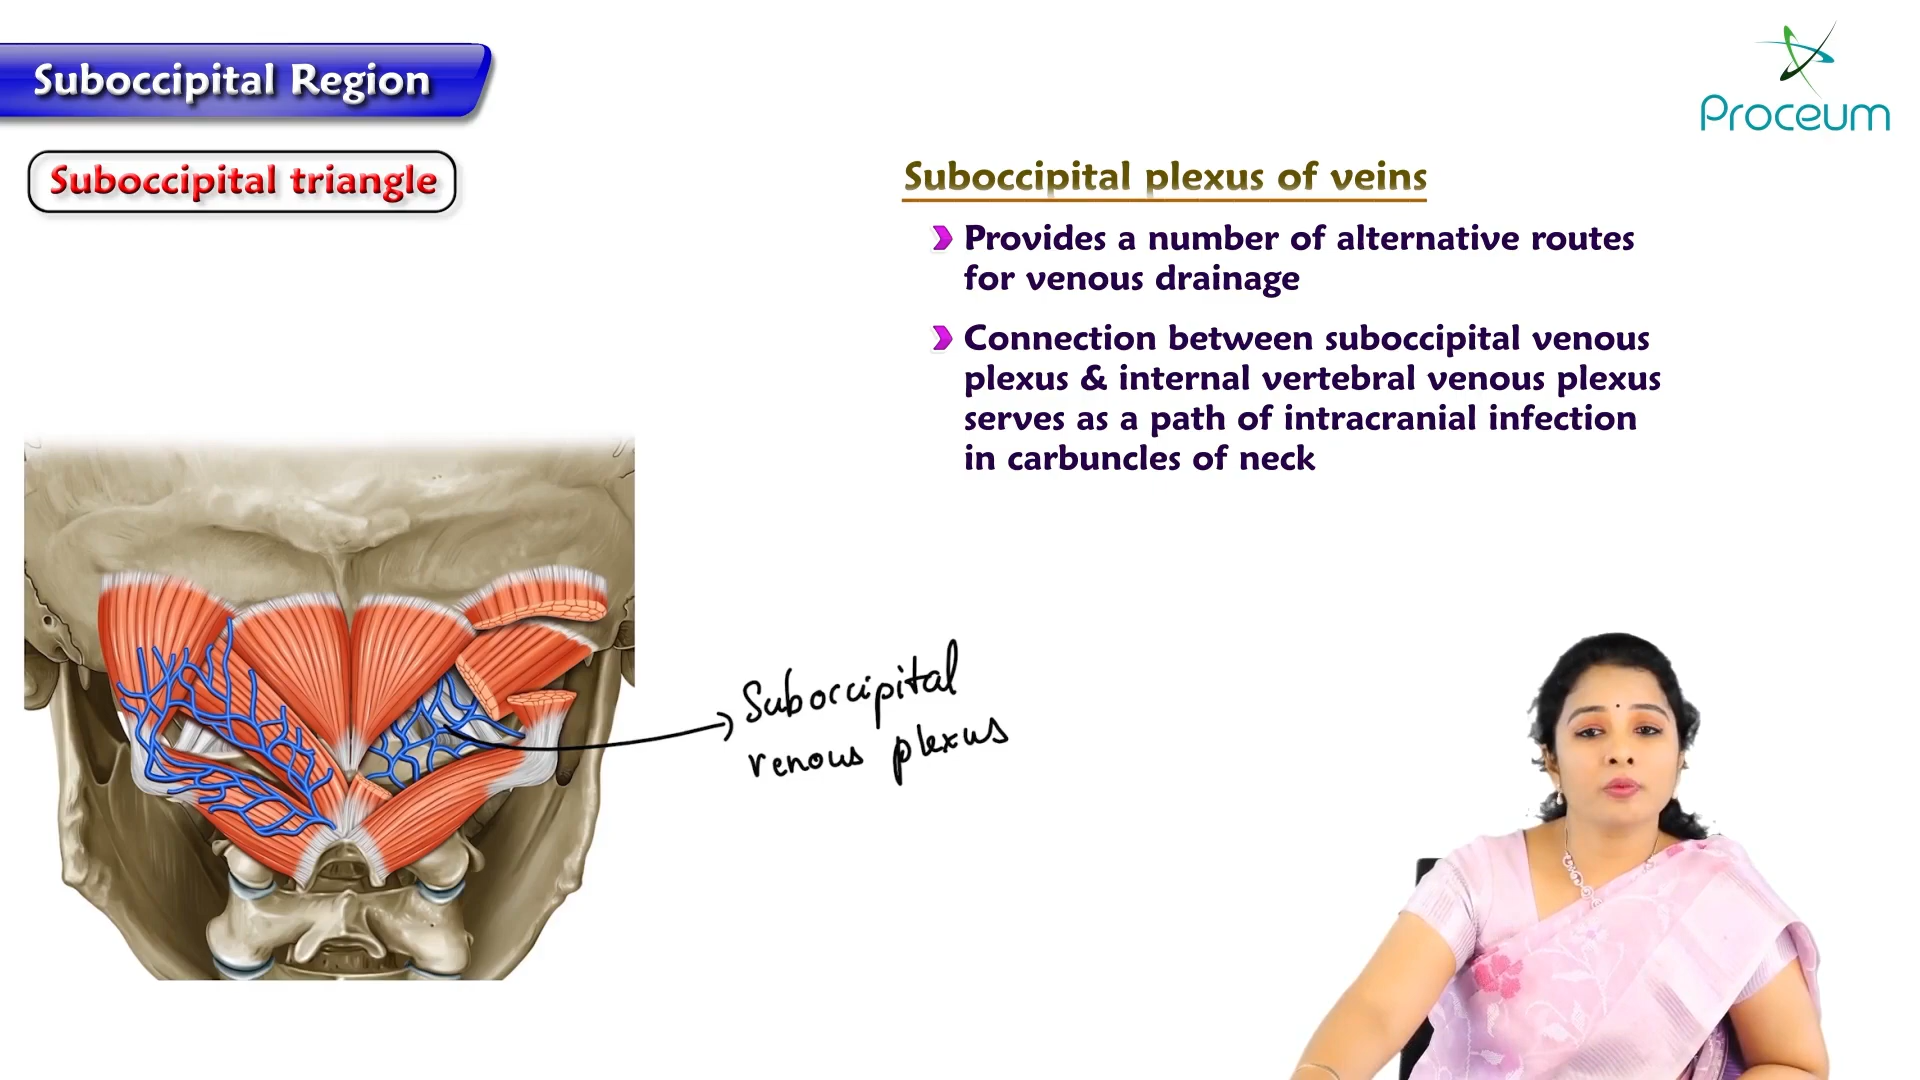 Suboccipital Region
Proceum
Suboccipital triangle
Suboccipital plexus of veins
Provides a number of alternative routes
for venous drainage
Connection between suboccipital venous
plexus & internal vertebral venous plexus
serves as a path of intracranial infection
in carbuncles of neck
Suboccipital
venous plexus